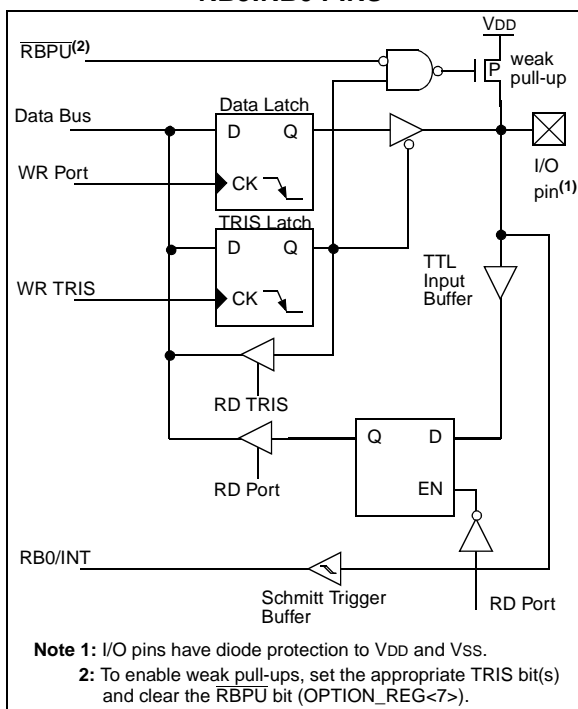 RB3:RB0 PINS
VDD
RBPU(2)
P
weak
pull-up
Data Latch
Data Bus
D
Q
WR Port
CK
I/O
pin(1)
TRIS Latch
D
Q
TTL
Input
Buffer
WR TRIS
CK
RD TRIS
Q
D
RD Port
EN
RB0/INT
Schmitt Trigger
Buffer
RD Port
Note 1: I/O pins have diode protection to VDD and VSS.
2: To enable weak pull-ups, set the appropriate TRIS bit(s)
and clear the RBPU bit (OPTION_REG<7>).